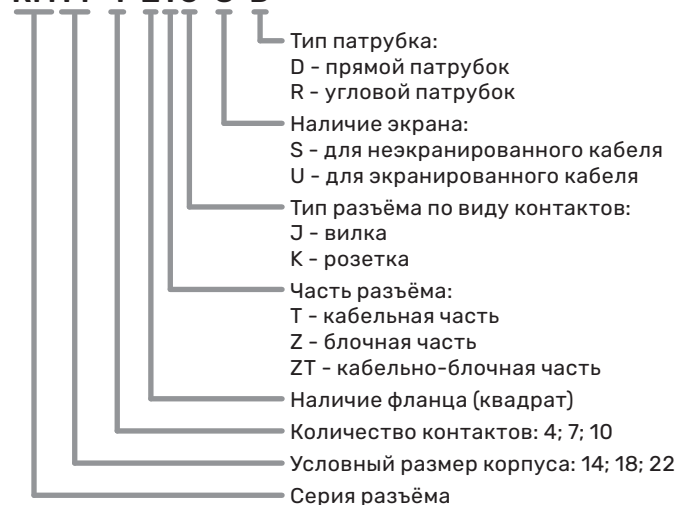 Тип патрубка:
D - прямой патрубок
R - угловой патрубок
Наличие экрана:
S - для неэкранированного кабеля
U - для экранированного кабеля
Тип разъёма по виду контактов:
J - вилка
K - розетка
Часть разъёма:
T - кабельная часть
Z - блочная часть
ZT - кабельно-блочная часть
Наличие фланца (квадрат)
Количество контактов: 4; 7; 10
Условный размер корпуса: 14; 18; 22
Серия разъёма